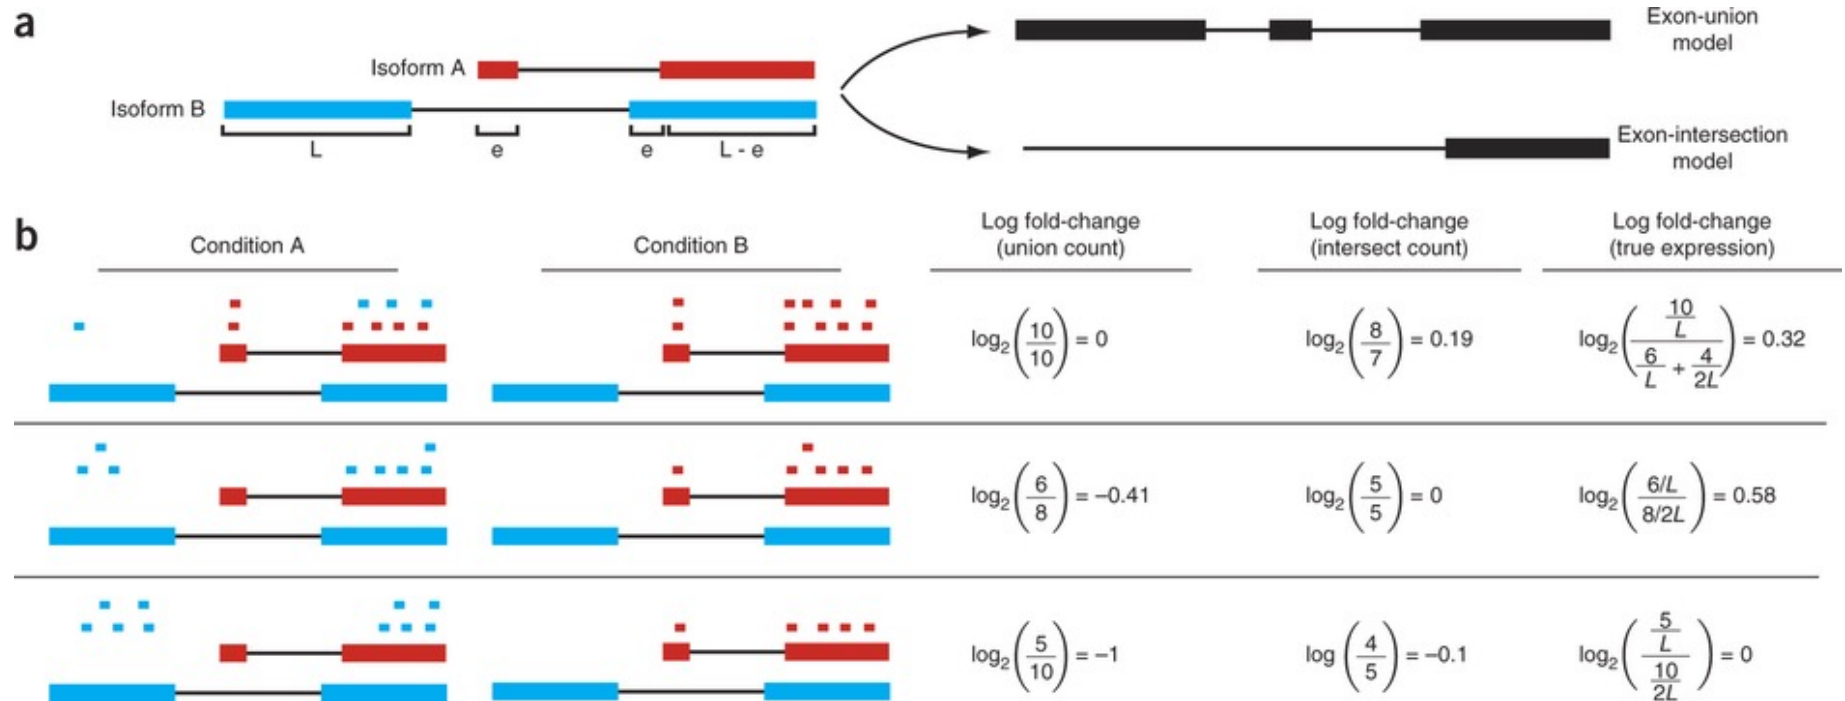 a
Exon-union
model
Isoform A
Isoform B
L
e
e
L - e
Exon-intersection
model
b
Condition A
Condition B
Log fold-change
(union count)
Log fold-change
(intersect count)
Log fold-change
(true expression)
log₂(10/10) = 0
log₂(8/7) = 0.19
log₂((10/L)/(6/L + 4/2L)) = 0.32
log₂(6/8) = –0.41
log₂(5/5) = 0
log₂((6/L)/(8/2L)) = 0.58
log₂(5/10) = –1
log (4/5) = –0.1
log₂((5/L)/(10/2L)) = 0